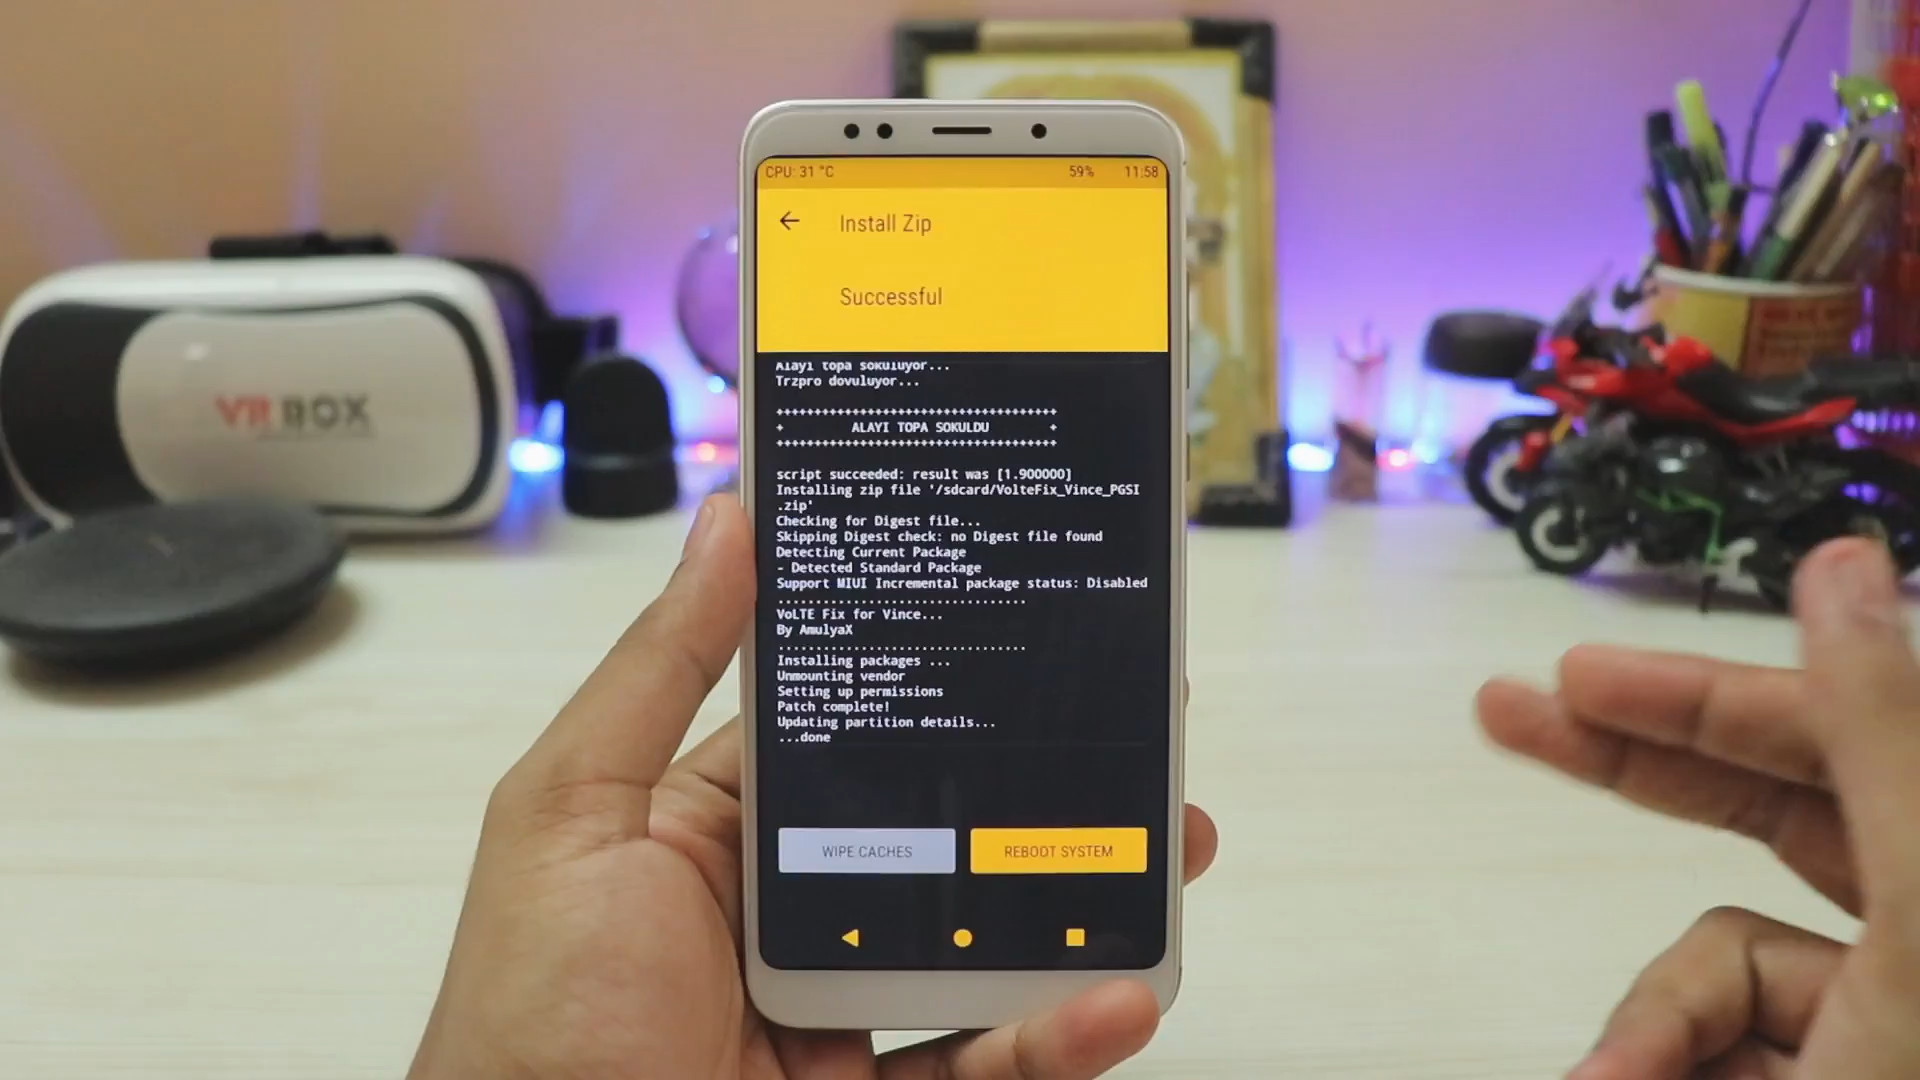 CPU: 31 °C 59% 11:58
Install Zip
Successful
Alayi topa sokuluyor...
Trzpro dovuluyor...
+++++++++++++++++++++++++++++++++++++
+ ALAYI TOPA SOKULDU +
+++++++++++++++++++++++++++++++++++++
script succeeded: result was [1.900000]
Installing zip file '/sdcard/VolteFix_Vince_PGSI
.zip'
Checking for Digest file...
Skipping Digest check: no Digest file found
Detecting Current Package
- Detected Standard Package
Support MIUI Incremental package status: Disabled
.................................
VoLTE Fix for Vince...
By AmulyaX
.................................
Installing packages ...
Unmounting vendor
Setting up permissions
Patch complete!
Updating partition details...
...done
WIPE CACHES REBOOT SYSTEM
VR BOX